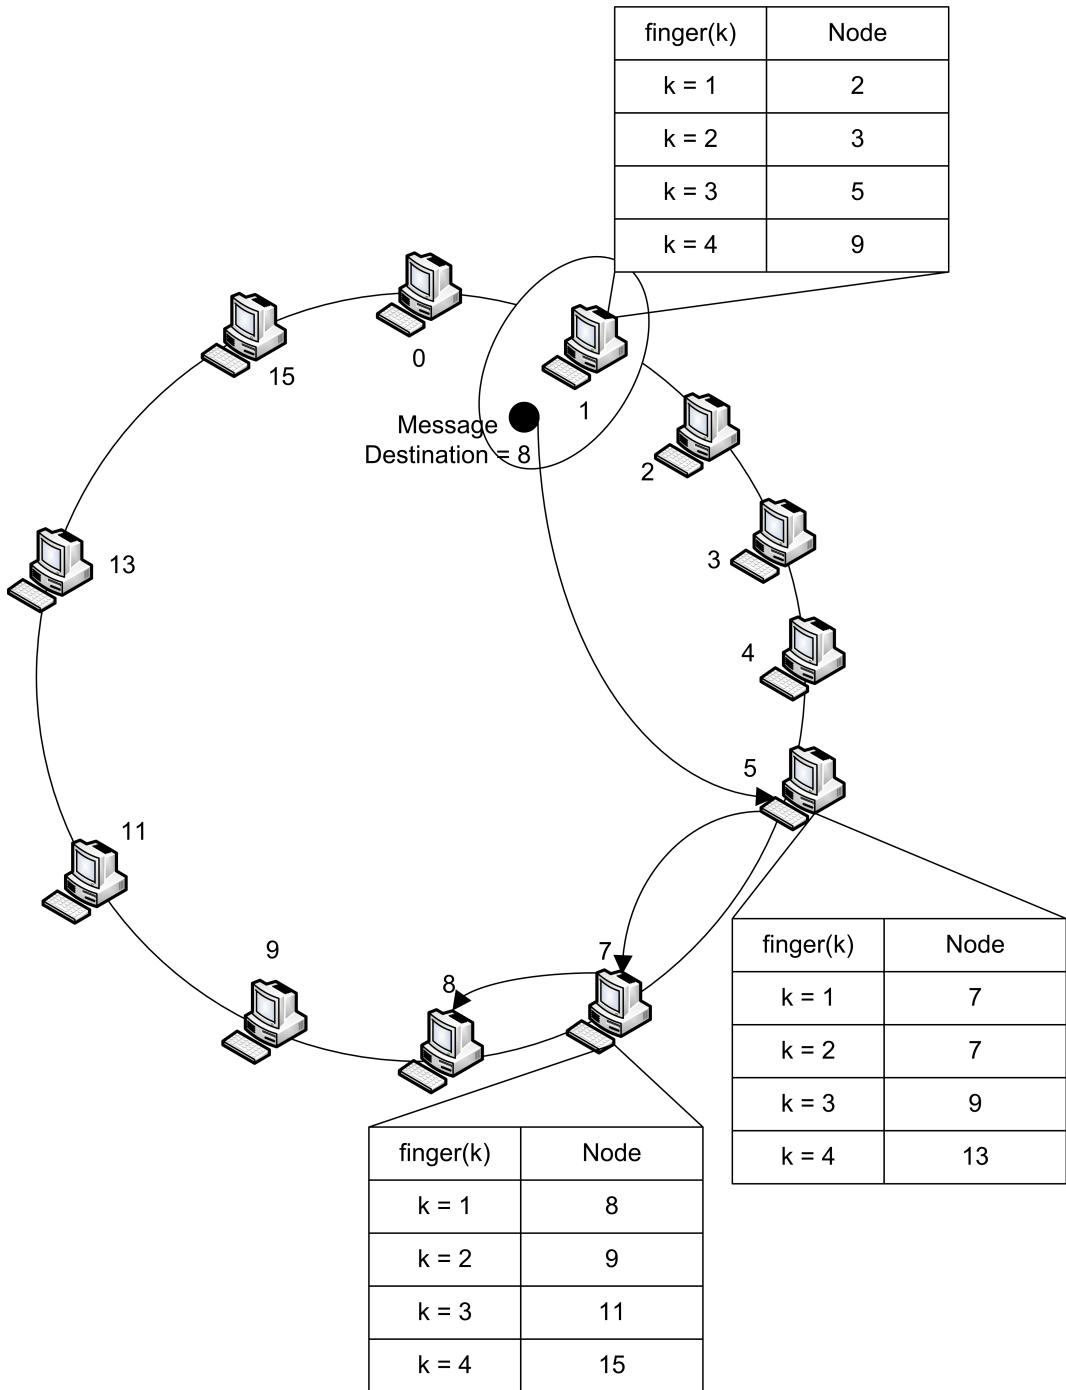 finger(k) Node
k = 1 2
k = 2 3
k = 3 5
k = 4 9
0
15
1
Message
Destination = 8
2
13
3
4
5
11
9
7
8
finger(k) Node
k = 1 7
k = 2 7
k = 3 9
k = 4 13
finger(k) Node
k = 1 8
k = 2 9
k = 3 11
k = 4 15